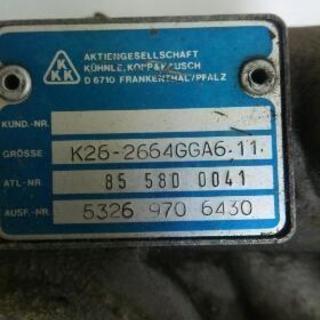 K
KK
AKTIENGESELLSCHAFT
KÜHNLE, KOPP & KAUSCH
D 6710 FRANKENTHAL/PFALZ
KUND.-NR.
GRÖSSE K26-2664GGA6.11
ATL-NR. 85 580 0041
AUSF.-NR. 5326 970 6430